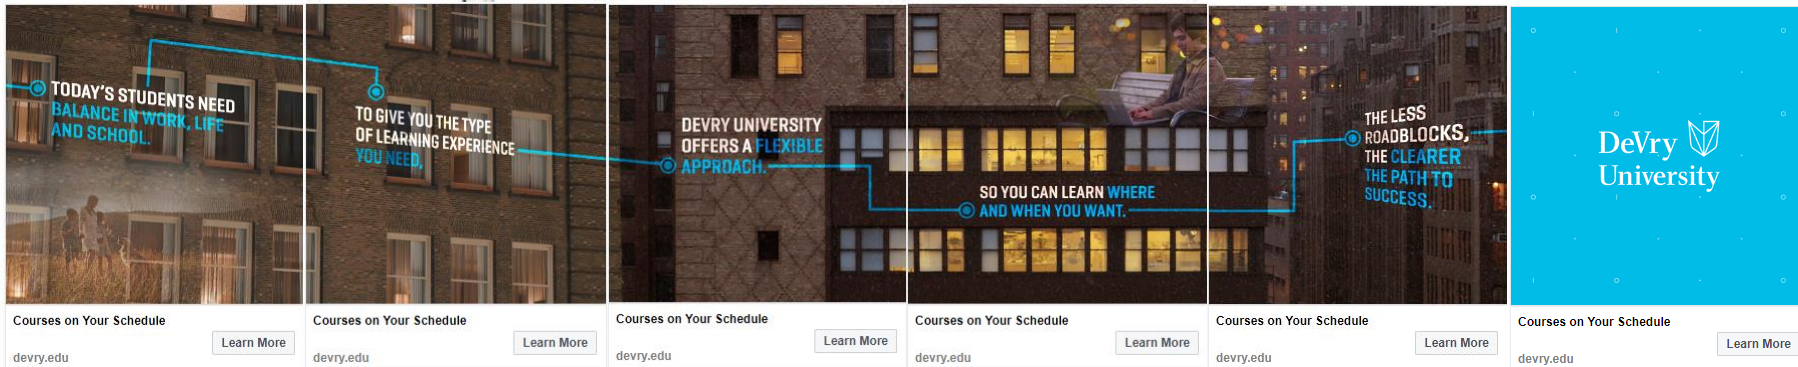 TODAY'S STUDENTS NEED
BALANCE IN WORK, LIFE
AND SCHOOL.
Courses on Your Schedule
Learn More
devry.edu
TO GIVE YOU THE TYPE
OF LEARNING EXPERIENCE
YOU NEED,
Courses on Your Schedule
Learn More
devry.edu
DEVRY UNIVERSITY
OFFERS A FLEXIBLE
APPROACH.
Courses on Your Schedule
Learn More
devry.edu
SO YOU CAN LEARN WHERE
AND WHEN YOU WANT.
Courses on Your Schedule
Learn More
devry.edu
THE LESS
ROADBLOCKS,
THE CLEARER
THE PATH TO
SUCCESS.
Courses on Your Schedule
Learn More
devry.edu
DeVry
University
Courses on Your Schedule
Learn More
devry.edu